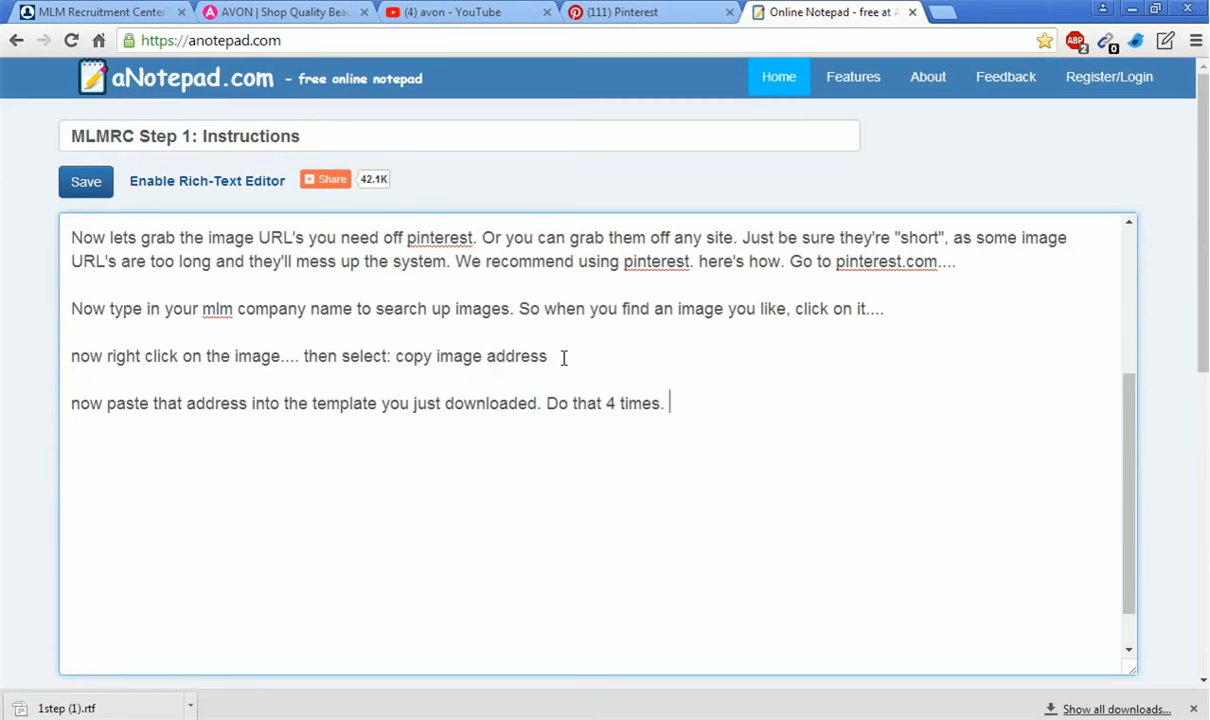 MLM Recruitment Center
AVON | Shop Quality Beau
(4) avon - YouTube
(111) Pinterest
Online Notepad - free at A
https://anotepad.com
ABP
2
0
aNotepad.com - free online notepad
Home
Features
About
Feedback
Register/Login
MLMRC Step 1: Instructions
Save
Enable Rich-Text Editor
Share
42.1K
Now lets grab the image URL's you need off pinterest. Or you can grab them off any site. Just be sure they're "short", as some image
URL's are too long and they'll mess up the system. We recommend using pinterest. here's how. Go to pinterest.com....
Now type in your mlm company name to search up images. So when you find an image you like, click on it....
now right click on the image.... then select: copy image address
now paste that address into the template you just downloaded. Do that 4 times.
1step (1).rtf
Show all downloads...